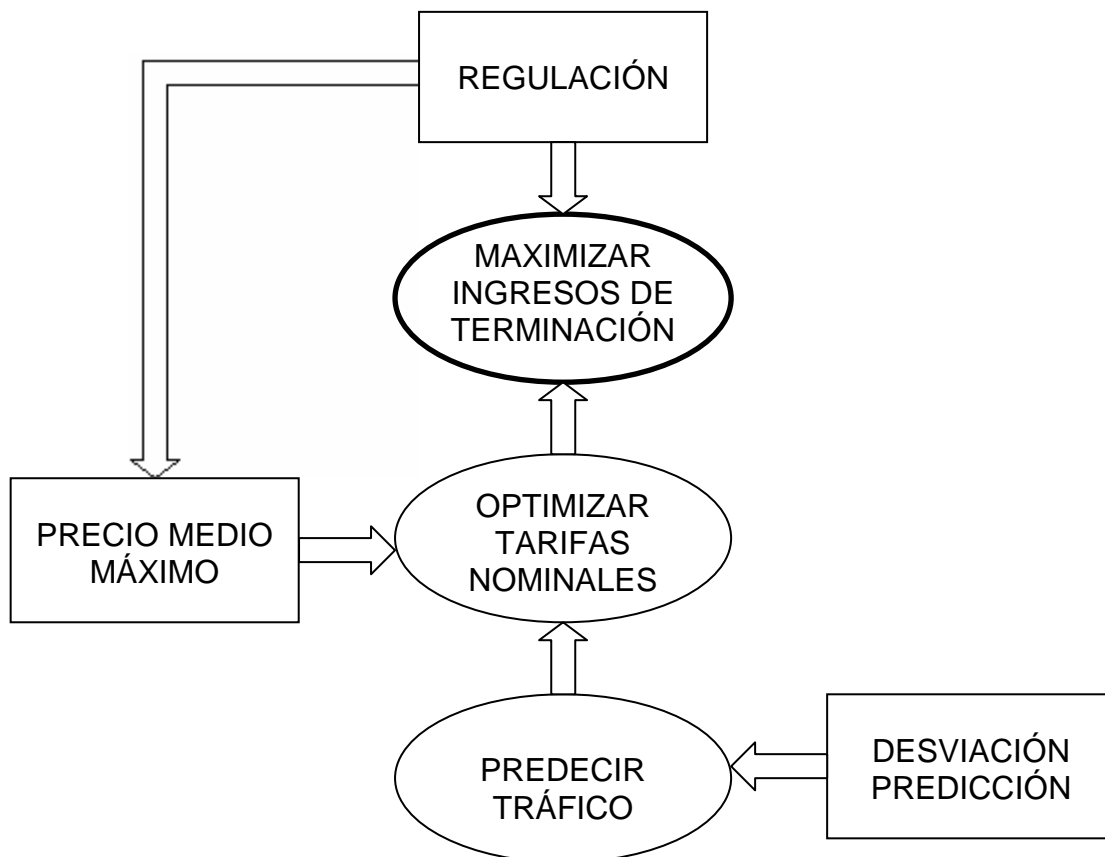 REGULACIÓN
MAXIMIZAR
INGRESOS DE
TERMINACIÓN
PRECIO MEDIO
MÁXIMO
OPTIMIZAR
TARIFAS
NOMINALES
PREDECIR
TRÁFICO
DESVIACIÓN
PREDICCIÓN